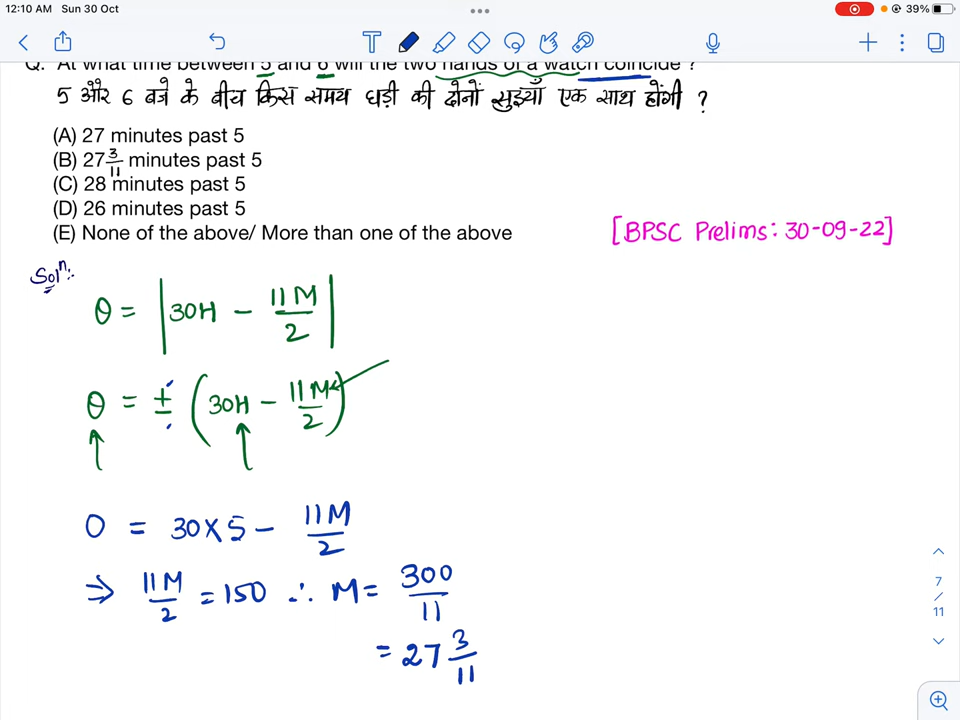 12:10 AM Sun 30 Oct 39%
Q. At what time between 5 and 6 will the two hands of a watch coincide ?
5 और 6 बजे के बीच किस समय घड़ी की दोनों सुइयाँ एक साथ होंगी ?
(A) 27 minutes past 5
(B) 27 3/11 minutes past 5
(C) 28 minutes past 5
(D) 26 minutes past 5
(E) None of the above/ More than one of the above
[BPSC Prelims: 30-09-22]
Solⁿ:
θ = |30H - 11M/2|
θ = ± (30H - 11M/2)
0 = 30×5 - 11M/2
⇒ 11M/2 = 150 ∴ M = 300/11
= 27 3/11
7
/
11